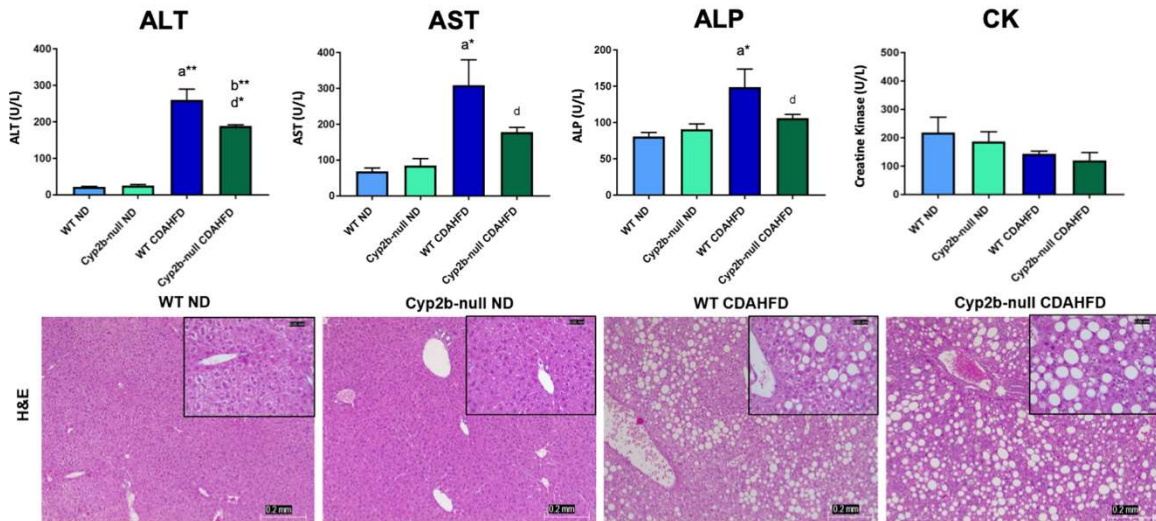 ALT
AST
ALP
CK
400
300
200
100
0
ALT (U/L)
a**
b**
d*
WT ND
Cyp2b-null ND
WT CDAHFD
Cyp2b-null CDAHFD
400
300
200
100
0
AST (U/L)
a*
d
WT ND
Cyp2b-null ND
WT CDAHFD
Cyp2b-null CDAHFD
200
150
100
50
0
ALP (U/L)
a*
d
WT ND
Cyp2b-null ND
WT CDAHFD
Cyp2b-null CDAHFD
500
400
300
200
100
0
Creatine Kinase (U/L)
WT ND
Cyp2b-null ND
WT CDAHFD
Cyp2b-null CDAHFD
WT ND
Cyp2b-null ND
WT CDAHFD
Cyp2b-null CDAHFD
H&E
0.2 mm
0.2 mm
0.2 mm
0.2 mm